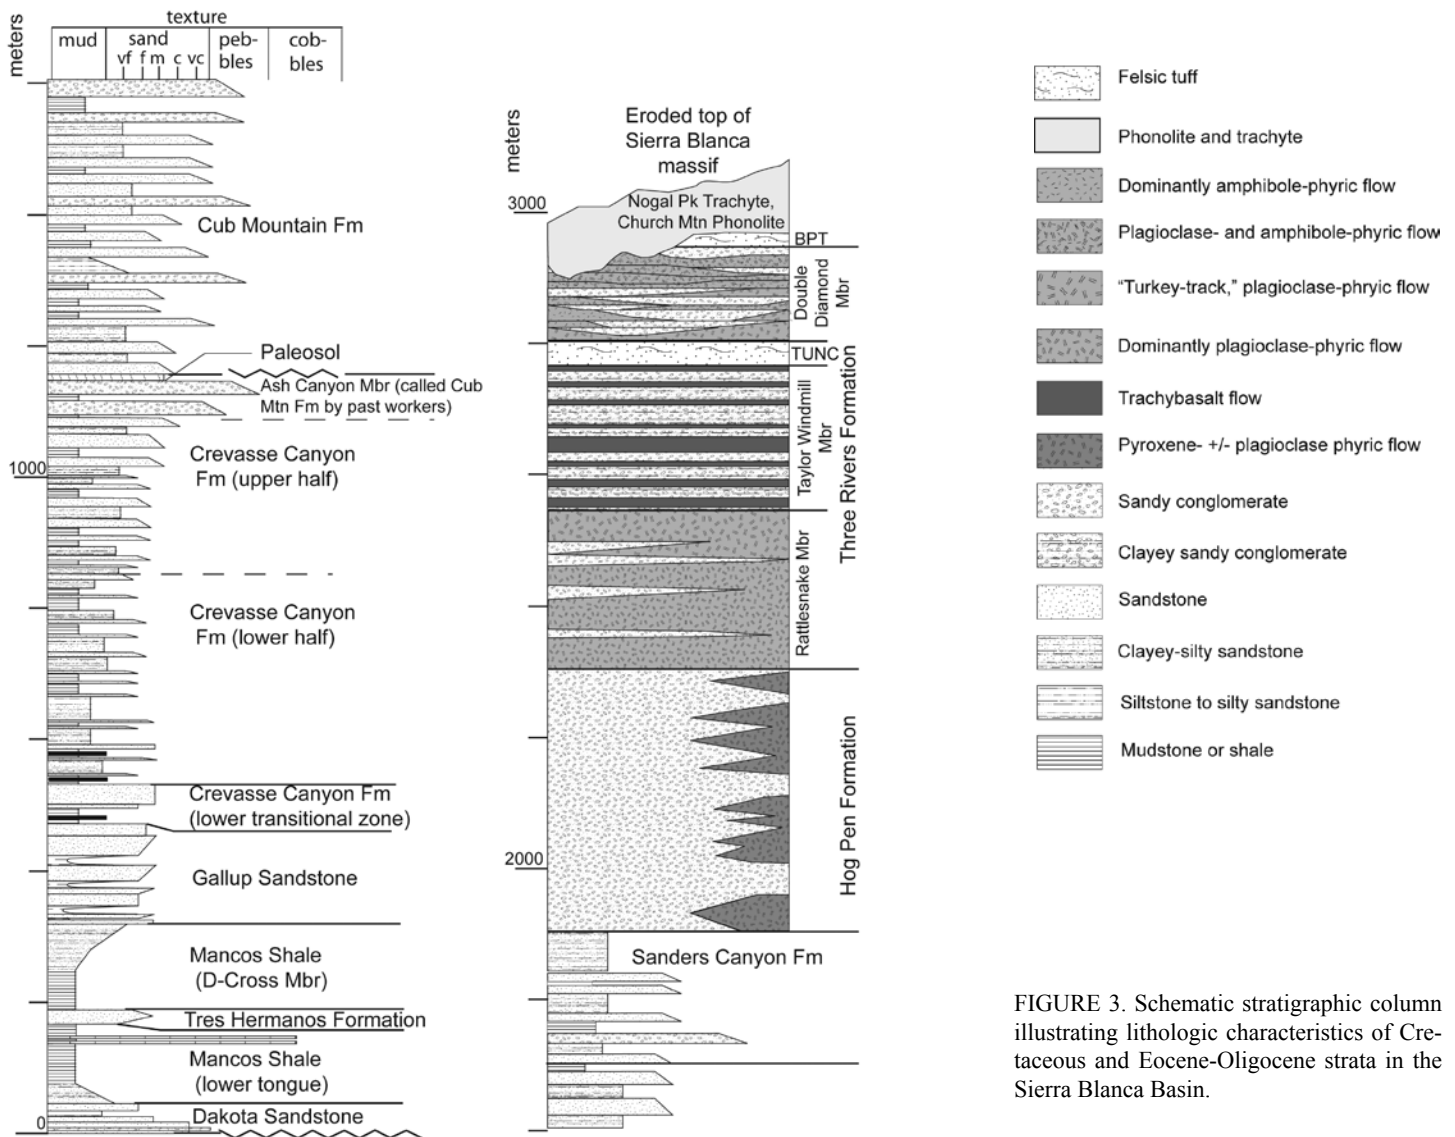 texture
meters
mud
sand
peb-
bles
cob-
bles
vf f m c vc
Cub Mountain Fm
Paleosol
Ash Canyon Mbr (called Cub
Mtn Fm by past workers)
1000
Crevasse Canyon
Fm (upper half)
Crevasse Canyon
Fm (lower half)
Crevasse Canyon Fm
(lower transitional zone)
Gallup Sandstone
Mancos Shale
(D-Cross Mbr)
Tres Hermanos Formation
Mancos Shale
(lower tongue)
0
Dakota Sandstone
meters
Eroded top of
Sierra Blanca
massif
3000
Nogal Pk Trachyte,
Church Mtn Phonolite
BPT
Double
Diamond
Mbr
TUNC
Taylor Windmill
Mbr
Three Rivers Formation
Rattlesnake Mbr
Hog Pen Formation
2000
Sanders Canyon Fm
Felsic tuff
Phonolite and trachyte
Dominantly amphibole-phyric flow
Plagioclase- and amphibole-phyric flow
“Turkey-track,” plagioclase-phryic flow
Dominantly plagioclase-phyric flow
Trachybasalt flow
Pyroxene- +/- plagioclase phyric flow
Sandy conglomerate
Clayey sandy conglomerate
Sandstone
Clayey-silty sandstone
Siltstone to silty sandstone
Mudstone or shale
FIGURE 3. Schematic stratigraphic column
illustrating lithologic characteristics of Cre-
taceous and Eocene-Oligocene strata in the
Sierra Blanca Basin.